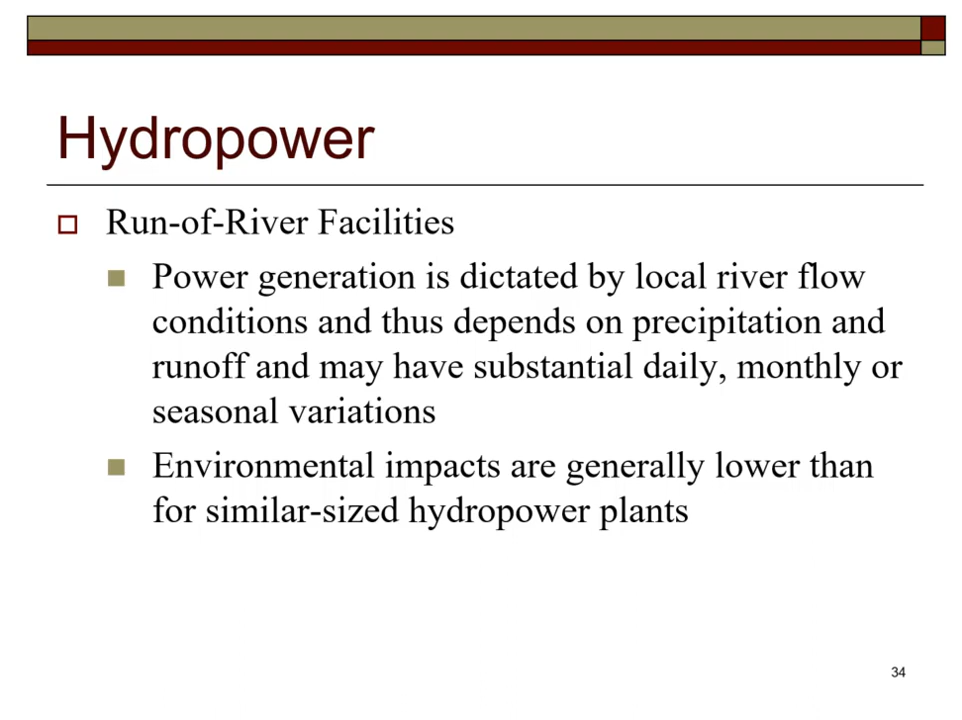 Hydropower
Run-of-River Facilities
Power generation is dictated by local river flow
conditions and thus depends on precipitation and
runoff and may have substantial daily, monthly or
seasonal variations
Environmental impacts are generally lower than
for similar-sized hydropower plants
34